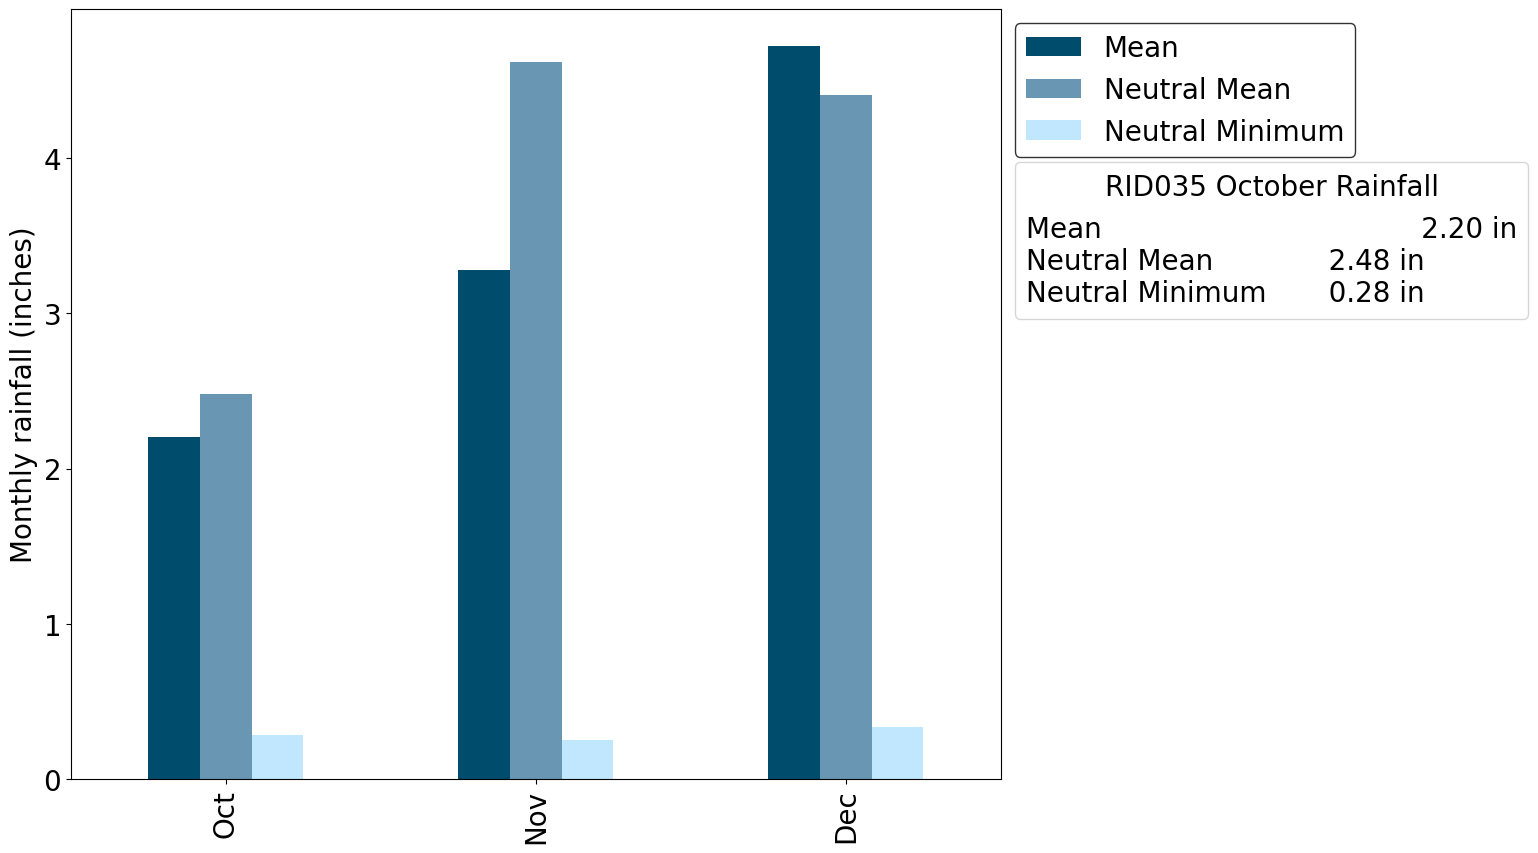 Monthly rainfall (inches)
4
3
2
1
0
Oct
Nov
Dec
Mean
Neutral Mean
Neutral Minimum
RID035 October Rainfall
Mean 2.20 in
Neutral Mean 2.48 in
Neutral Minimum 0.28 in